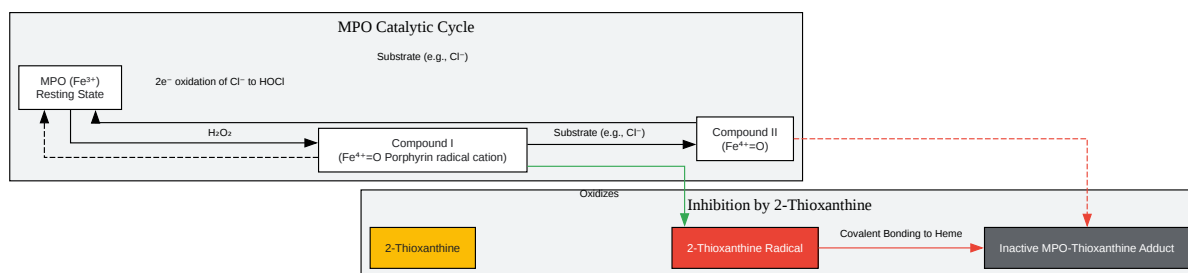 MPO Catalytic Cycle
Substrate (e.g., Cl⁻)
MPO (Fe³⁺)
Resting State
2e⁻ oxidation of Cl⁻ to HOCl
H₂O₂
Compound I
(Fe⁴⁺=O Porphyrin radical cation)
Substrate (e.g., Cl⁻)
Compound II
(Fe⁴⁺=O)
Oxidizes
Inhibition by 2-Thioxanthine
2-Thioxanthine
2-Thioxanthine Radical
Covalent Bonding to Heme
Inactive MPO-Thioxanthine Adduct